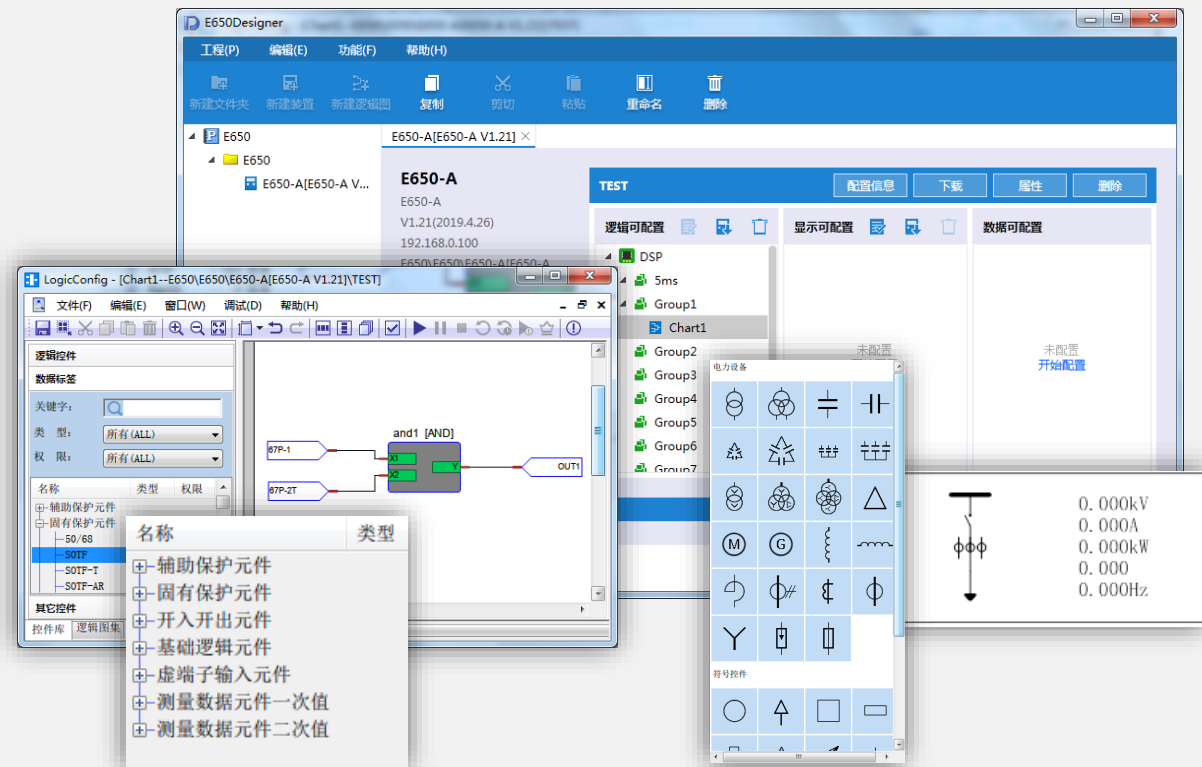 E650Designer
工程(P) 编辑(E) 功能(F) 帮助(H)
新建文件夹 新建装置 新建逻辑图 复制 剪切 粘贴 重命名 删除
E650
E650
E650-A[E650-A V...
E650-A[E650-A V1.21]
E650-A
E650-A
V1.21(2019.4.26)
192.168.0.100
E650\E650\E650-A[E650-A
TEST
配置信息 下载 属性 删除
逻辑可配置 显示可配置 数据可配置
DSP
5ms
Group1
Chart1
Group2
Group3
Group4
Group5
Group6
Group7
未配置
未配置
开始配置
LogicConfig - [Chart1--E650\E650\E650-A[E650-A V1.21]\TEST]
文件(F) 编辑(E) 窗口(W) 调试(D) 帮助(H)
逻辑控件
数据标签
关键字:
类 型: 所有(ALL)
权 限: 所有(ALL)
名称 类型 权限
辅助保护元件
固有保护元件
50/68
SOTF
SOTF-T
SOTF-AR
其它控件
控件库 逻辑图集
67P-1
67P-2T
and1 [AND]
X1
X2
Y
OUT1
名称 类型
辅助保护元件
固有保护元件
开入开出元件
基础逻辑元件
虚端子输入元件
测量数据元件一次值
测量数据元件二次值
电力设备
M
G
符号控件
0.000kV
0.000A
0.000kW
0.000
0.000Hz